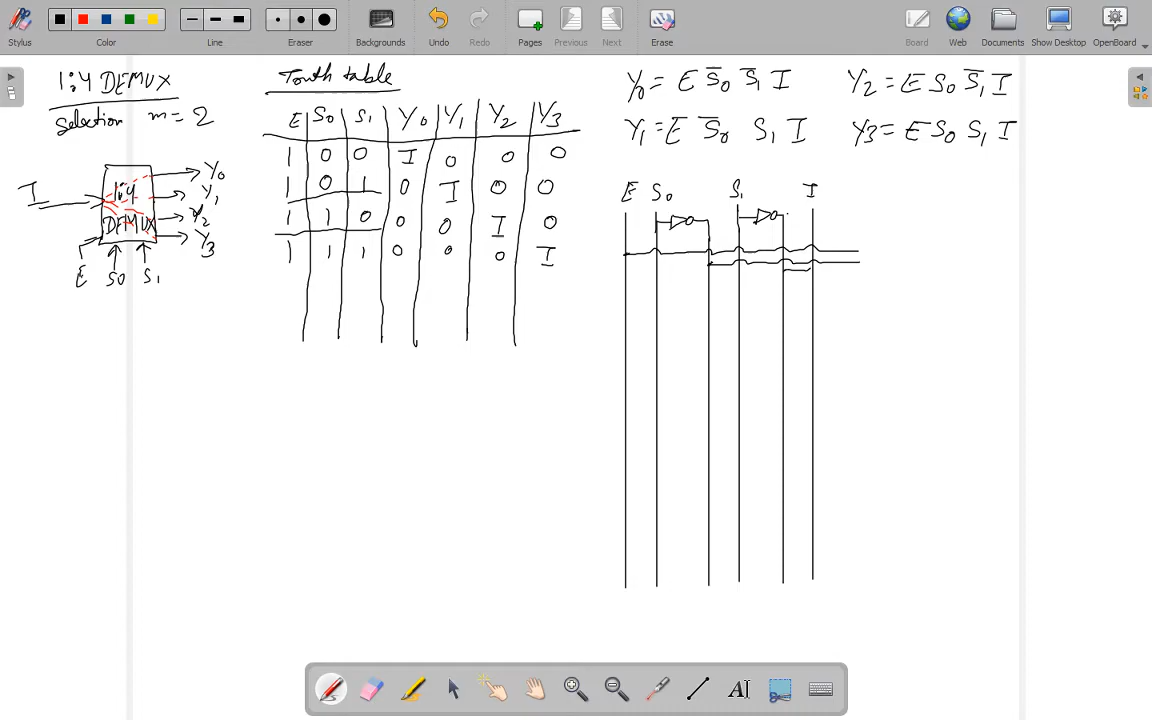 Stylus
Color
Line
Eraser
Backgrounds
Undo
Redo
Pages
Previous
Next
Erase
Board
Web
Documents
Show Desktop
OpenBoard
1:4 DEMUX
Selection m = 2
I
1:4
DEMUX
Y0
Y1
Y2
Y3
E S0 S1
Truth table
E S0 S1 Y0 Y1 Y2 Y3
1 0 0 I 0 0 0
1 0 1 0 I 0 0
1 1 0 0 0 I 0
1 1 1 0 0 0 I
Y0 = E S̅0 S̅1 I
Y1 = E S̅0 S1 I
Y2 = E S0 S̅1 I
Y3 = E S0 S1 I
E S0 S1 I